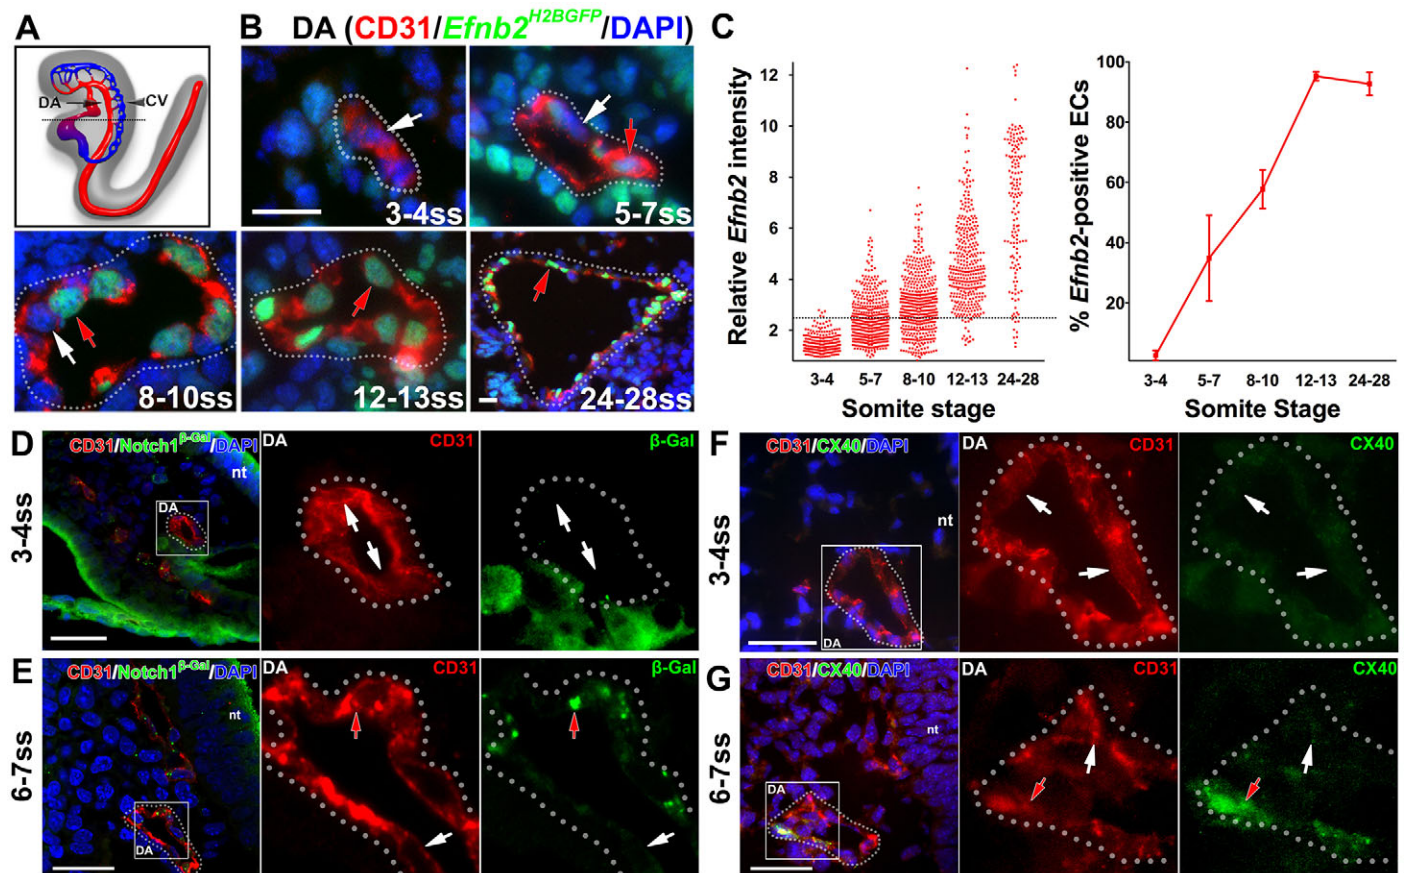 A
DA
CV
B DA (CD31/Efnb2H2BGFP/DAPI)
3-4ss
5-7ss
8-10ss
12-13ss
24-28ss
C
Relative Efnb2 intensity
12
10
8
6
4
2
3-4 5-7 8-10 12-13 24-28
Somite stage
% Efnb2-positive ECs
100
80
60
40
20
3-4 5-7 8-10 12-13 24-28
Somite Stage
D
3-4ss
CD31/Notch1β-Gal/DAPI
nt
DA
DA CD31
β-Gal
E
6-7ss
CD31/Notch1β-Gal/DAPI
nt
DA
DA CD31
β-Gal
F
3-4ss
CD31/CX40/DAPI
nt
DA
DA CD31
CX40
G
6-7ss
CD31/CX40/DAPI
nt
DA
DA CD31
CX40